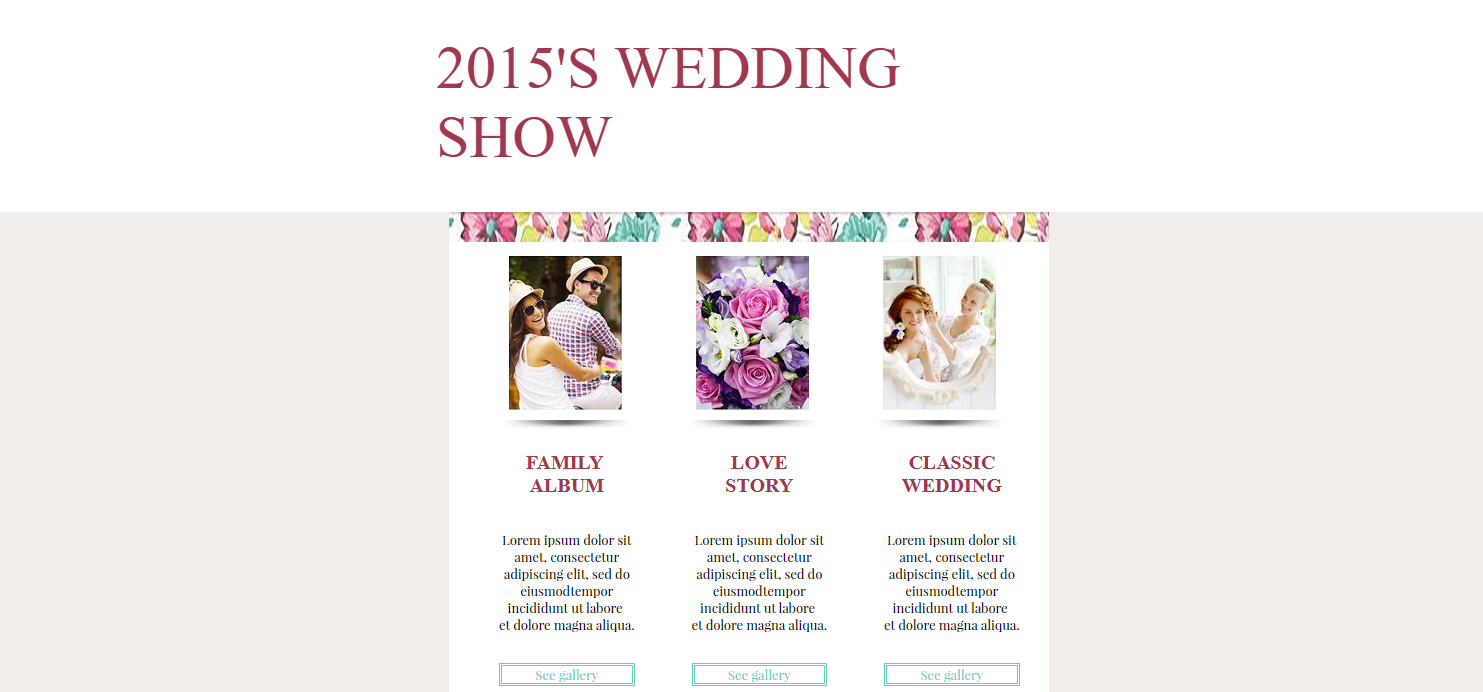 2015'S WEDDING
SHOW
FAMILY
ALBUM
Lorem ipsum dolor sit
amet, consectetur
adipiscing elit, sed do
eiusmodtempor
incididunt ut labore
et dolore magna aliqua.
See gallery
LOVE
STORY
Lorem ipsum dolor sit
amet, consectetur
adipiscing elit, sed do
eiusmodtempor
incididunt ut labore
et dolore magna aliqua.
See gallery
CLASSIC
WEDDING
Lorem ipsum dolor sit
amet, consectetur
adipiscing elit, sed do
eiusmodtempor
incididunt ut labore
et dolore magna aliqua.
See gallery